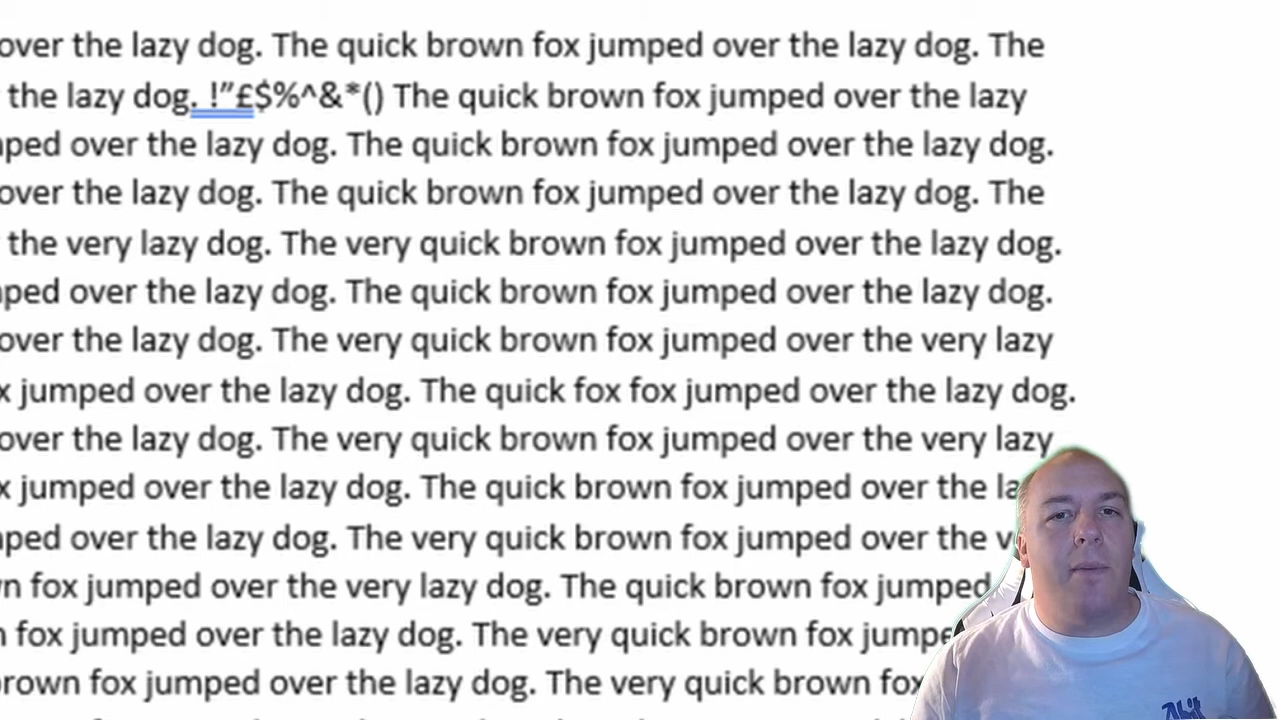 over the lazy dog. The quick brown fox jumped over the lazy dog. The
the lazy dog. !"£$%^&*() The quick brown fox jumped over the lazy
over the lazy dog. The quick brown fox jumped over the lazy dog.
over the lazy dog. The quick brown fox jumped over the lazy dog. The
the very lazy dog. The very quick brown fox jumped over the lazy dog.
over the lazy dog. The quick brown fox jumped over the lazy dog.
over the lazy dog. The very quick brown fox jumped over the very lazy
x jumped over the lazy dog. The quick fox fox jumped over the lazy dog.
over the lazy dog. The very quick brown fox jumped over the very lazy
x jumped over the lazy dog. The quick brown fox jumped over the la
over the lazy dog. The very quick brown fox jumped over the v
n fox jumped over the very lazy dog. The quick brown fox jumped
fox jumped over the lazy dog. The very quick brown fox jumpe
rown fox jumped over the lazy dog. The very quick brown fox